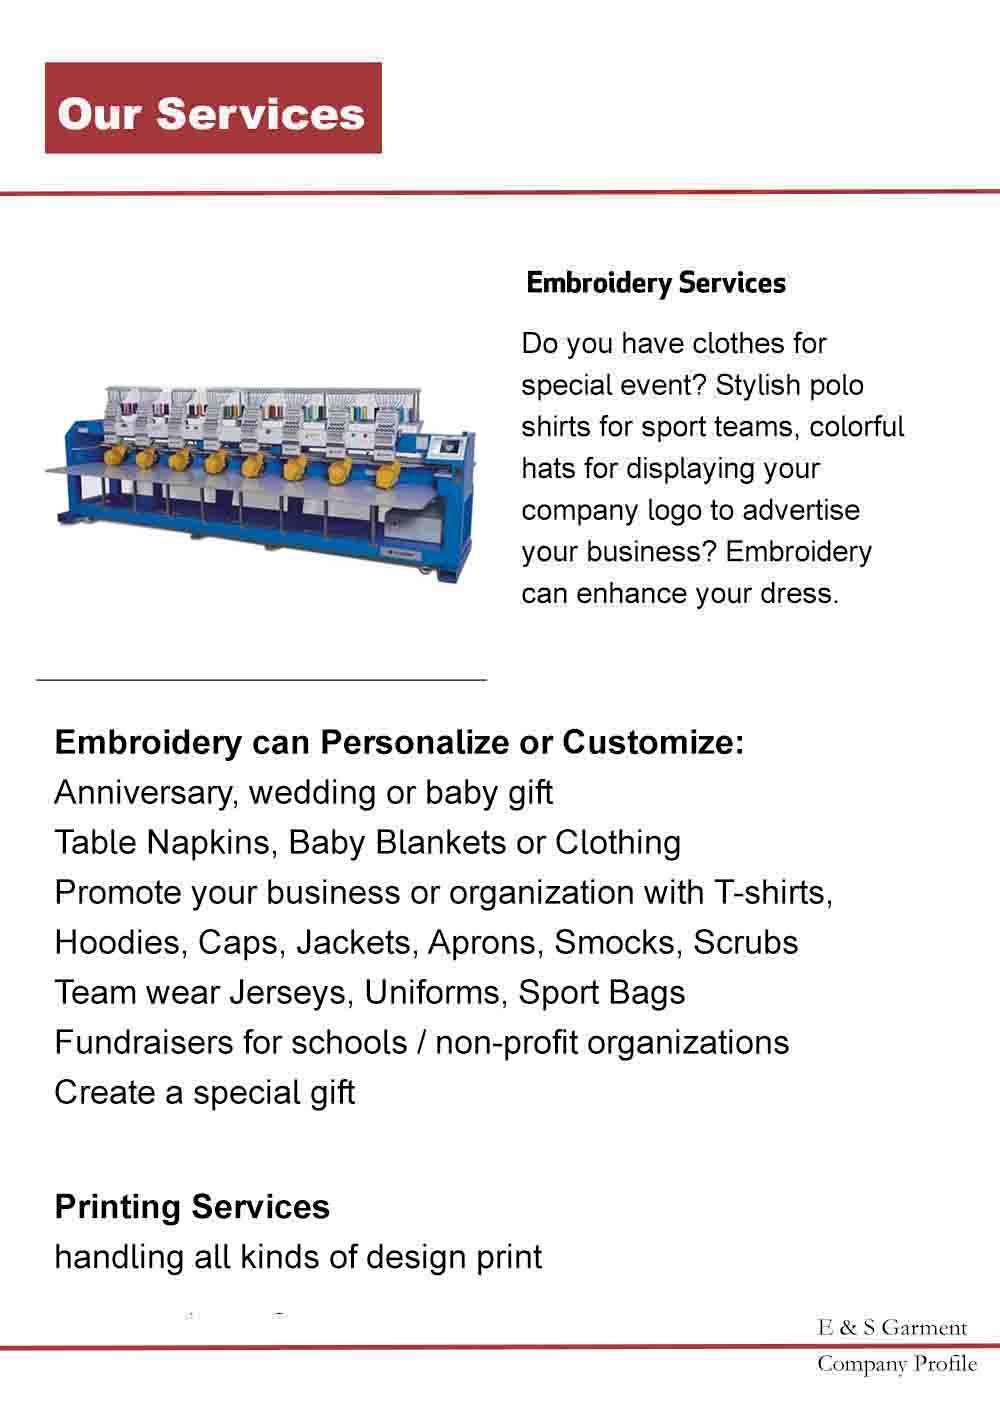 Our Services
Embroidery Services
Do you have clothes for
special event? Stylish polo
shirts for sport teams, colorful
hats for displaying your
company logo to advertise
your business? Embroidery
can enhance your dress.
Embroidery can Personalize or Customize:
Anniversary, wedding or baby gift
Table Napkins, Baby Blankets or Clothing
Promote your business or organization with T-shirts,
Hoodies, Caps, Jackets, Aprons, Smocks, Scrubs
Team wear Jerseys, Uniforms, Sport Bags
Fundraisers for schools / non-profit organizations
Create a special gift
Printing Services
handling all kinds of design print
E & S Garment
Company Profile